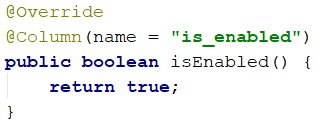 @Override
@Column(name = "is_enabled")
public boolean isEnabled() {
    return true;
}